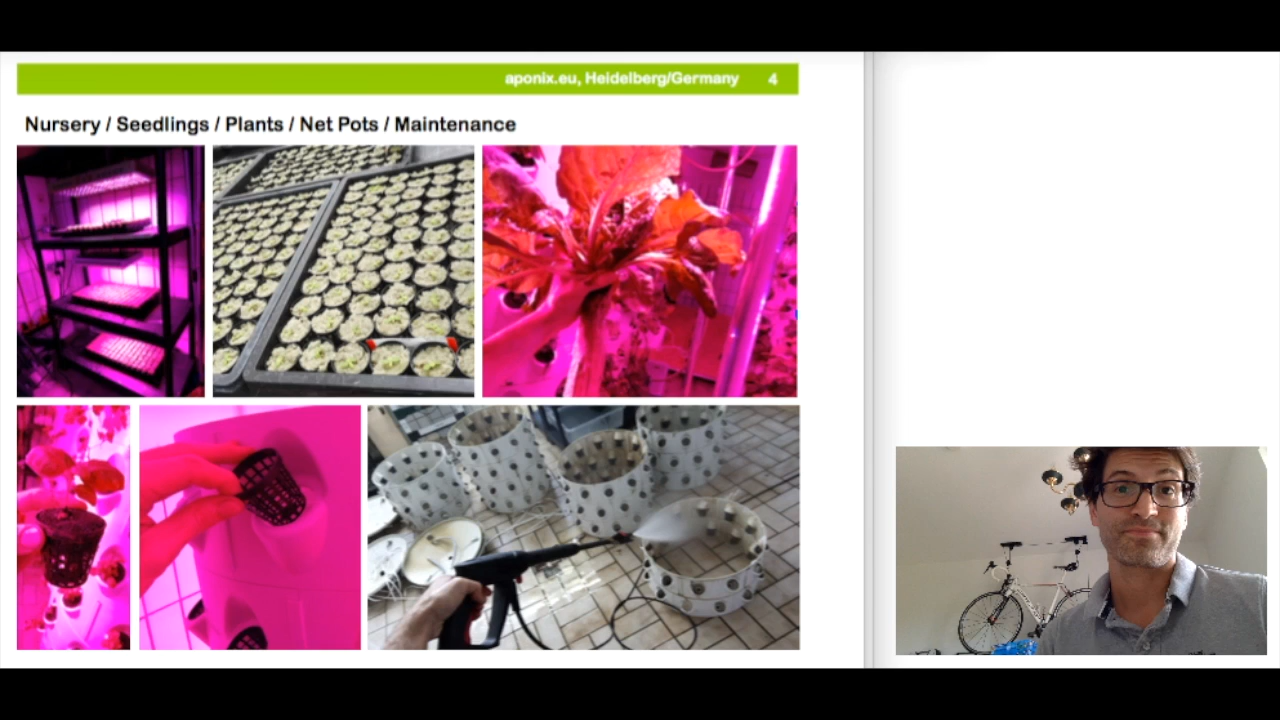 aponix.eu, Heidelberg/Germany 4
Nursery / Seedlings / Plants / Net Pots / Maintenance